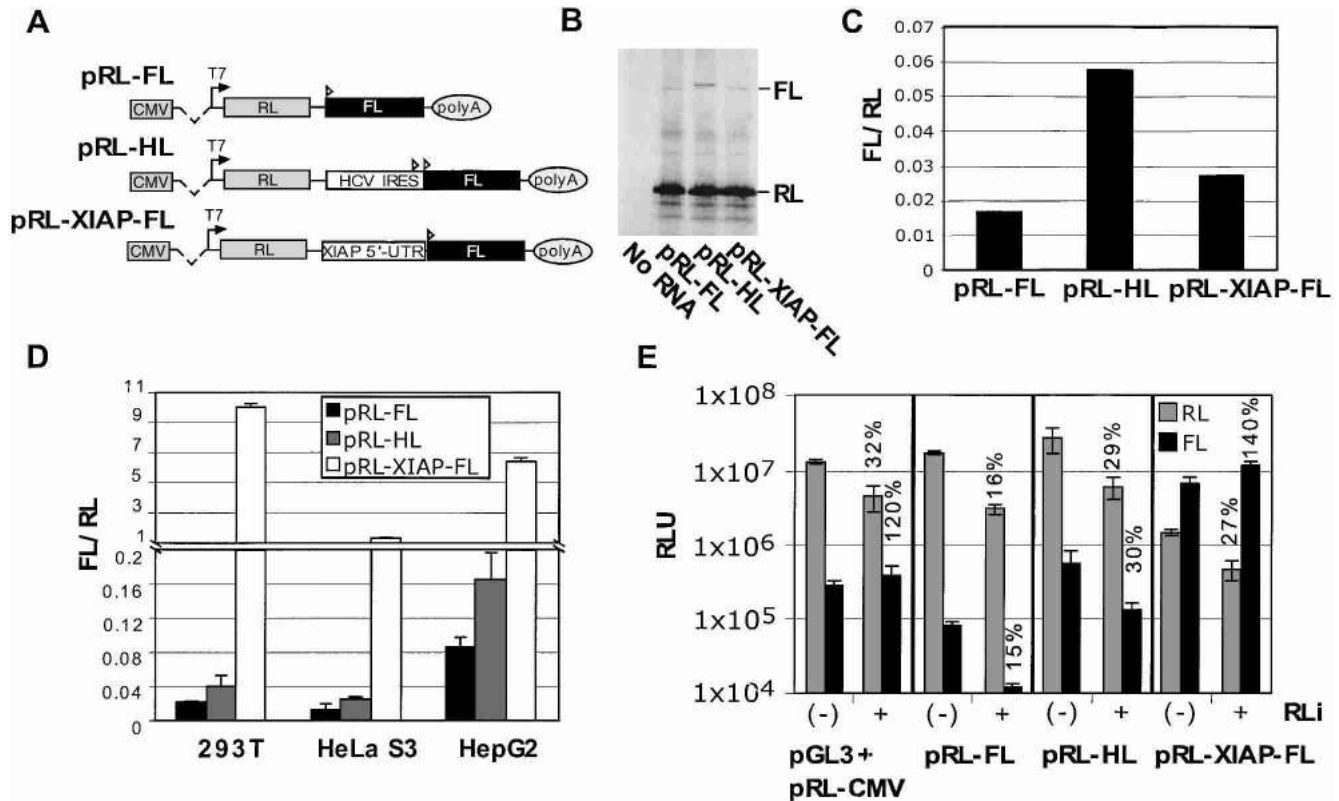 A
pRL-FL
T7
CMV RL FL polyA
pRL-HL
T7
CMV RL HCV IRES FL polyA
pRL-XIAP-FL
T7
CMV RL XIAP 5'-UTR FL polyA
B
FL
RL
No RNA
pRL-FL
pRL-HL
pRL-XIAP-FL
C
FL/ RL
0.07
0.06
0.05
0.04
0.03
0.02
0.01
0
pRL-FL pRL-HL pRL-XIAP-FL
D
FL/ RL
11
9
7
5
3
1
0.2
0.16
0.12
0.08
0.04
0
pRL-FL
pRL-HL
pRL-XIAP-FL
293T HeLa S3 HepG2
E
RLU
1x10⁸
1x10⁷
1x10⁶
1x10⁵
1x10⁴
RL
FL
32%
120%
16%
15%
29%
30%
27%
140%
(-) + (-) + (-) + (-) + RLi
pGL3+ pRL-FL pRL-HL pRL-XIAP-FL
pRL-CMV